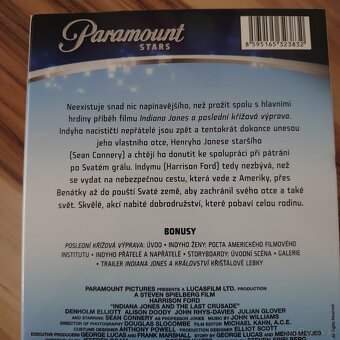 Paramount
STARS
8 595165 323832
Neexistuje snad nic napínavějšího, než prožít spolu s hlavními
hrdiny příběh filmu Indiana Jones a poslední křížová výprava.
Indyho nacističtí nepřátelé jsou zpět a tentokrát dokonce unesou
jeho vlastního otce, Henryho Jonese staršího
(Sean Connery) a chtějí ho donutit ke spolupráci při pátrání
po Svatém grálu. Indymu (Harrison Ford) tedy nezbývá, než
se vydat na nebezpečnou cestu, která vede z Ameriky, přes
Benátky až do pouští Svaté země, aby zachránil svého otce a také
svět. Skvělé, akcí nabité dobrodružství, které pobaví celou rodinu.
BONUSY
POSLEDNÍ KŘÍŽOVÁ VÝPRAVA: ÚVOD • INDYHO ŽENY: POCTA AMERICKÉHO FILMOVÉHO
INSTITUTU • INDYHO PŘÁTELÉ A NEPŘÁTELÉ • STORYBOARDY: ÚVODNÍ SCÉNA • GALERIE
• TRAILER INDIANA JONES A KRÁLOVSTVÍ KŘIŠŤÁLOVÉ LEBKY
PARAMOUNT PICTURES PRESENTS A LUCASFILM LTD. PRODUCTION
A STEVEN SPIELBERG FILM
HARRISON FORD
"INDIANA JONES AND THE LAST CRUSADE"
DENHOLM ELLIOTT ALISON DOODY JOHN RHYS-DAVIES JULIAN GLOVER
AND STARRING SEAN CONNERY AS PROFESSOR JONES MUSIC BY JOHN WILLIAMS
DIRECTOR OF PHOTOGRAPHY DOUGLAS SLOCOMBE FILM EDITOR MICHAEL KAHN, A.C.E.
COSTUME DESIGNER ANTHONY POWELL PRODUCTION DESIGNER ELLIOT SCOTT
EXECUTIVE PRODUCERS GEORGE LUCAS AND FRANK MARSHALL STORY BY GEORGE LUCAS AND MENNO MEYJES